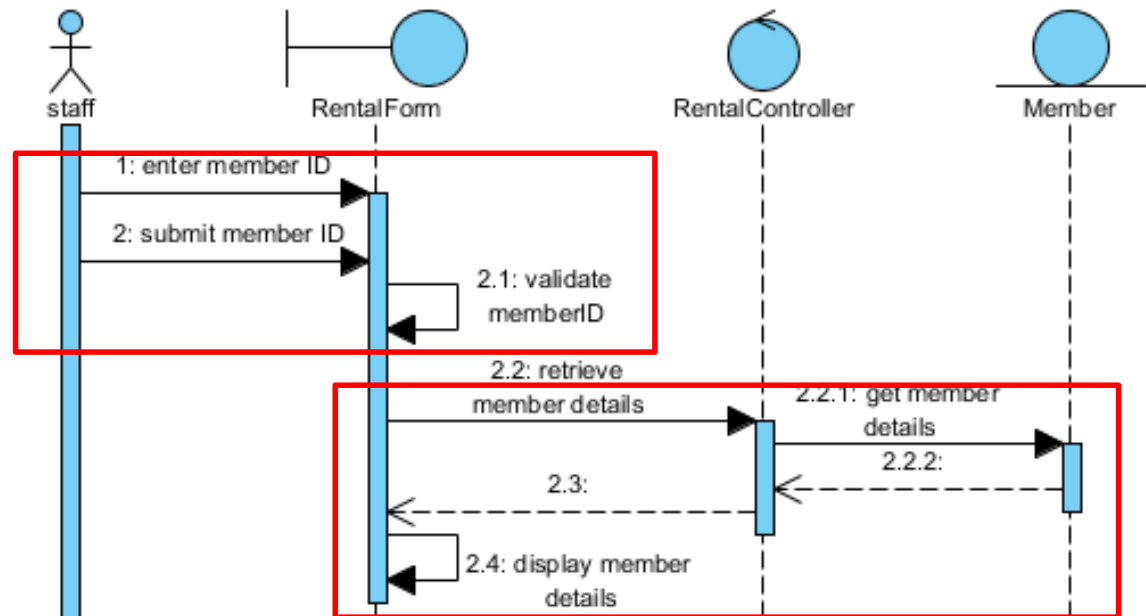 staff
RentalForm
RentalController
Member
1: enter member ID
2: submit member ID
2.1: validate
memberID
2.2: retrieve
member details
2.2.1: get member
details
2.2.2:
2.3:
2.4: display member
details